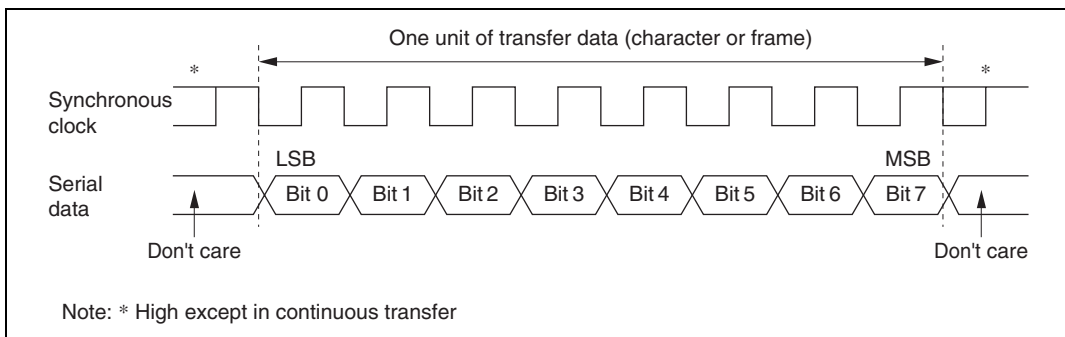 One unit of transfer data (character or frame)
* *
Synchronous
clock
LSB MSB
Serial
data
Bit 0 Bit 1 Bit 2 Bit 3 Bit 4 Bit 5 Bit 6 Bit 7
Don't care Don't care
Note: * High except in continuous transfer